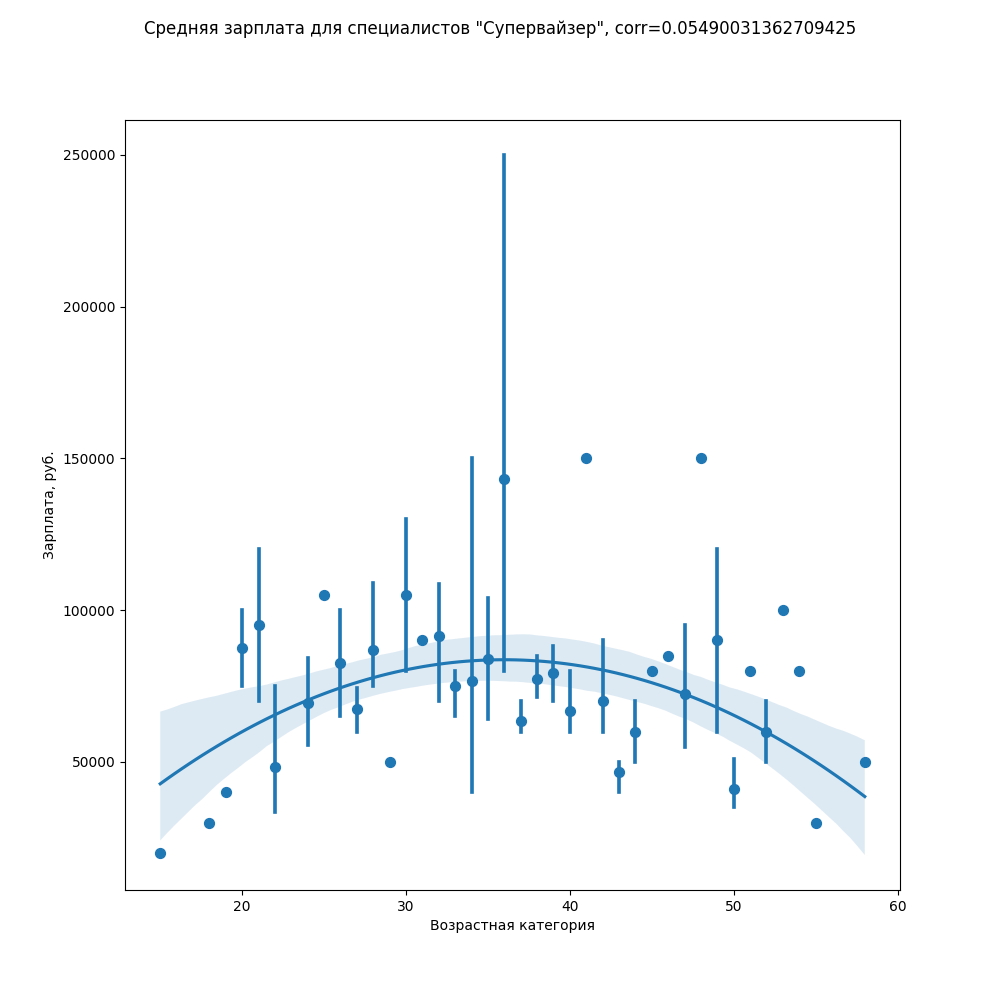 Средняя зарплата для специалистов "Супервайзер", corr=0.05490031362709425
250000
200000
150000
100000
50000
Зарплата, руб.
20 30 40 50 60
Возрастная категория